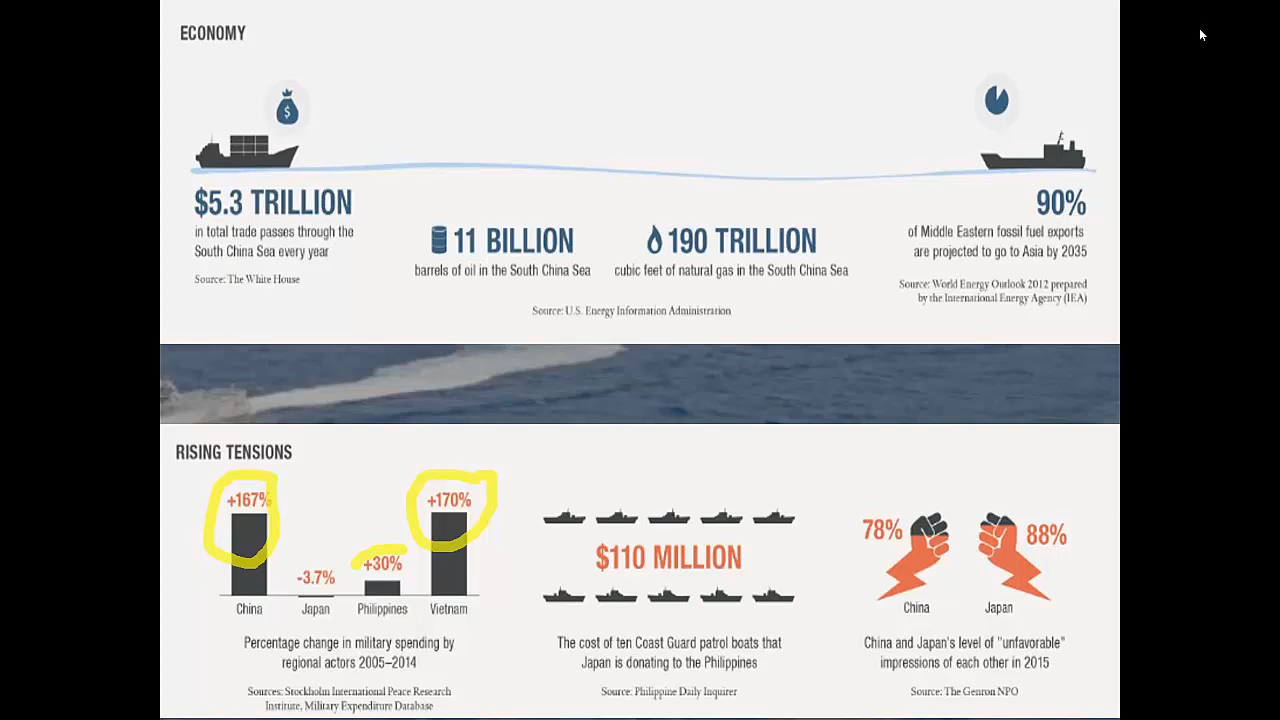 ECONOMY
$
$5.3 TRILLION
in total trade passes through the
South China Sea every year
Source: The White House
11 BILLION
barrels of oil in the South China Sea
190 TRILLION
cubic feet of natural gas in the South China Sea
Source: U.S. Energy Information Administration
90%
of Middle Eastern fossil fuel exports
are projected to go to Asia by 2035
Source: World Energy Outlook 2012 prepared
by the International Energy Agency (IEA)
RISING TENSIONS
+167%
-3.7%
+30%
+170%
China
Japan
Philippines
Vietnam
Percentage change in military spending by
regional actors 2005–2014
Sources: Stockholm International Peace Research
Institute, Military Expenditure Database
$110 MILLION
The cost of ten Coast Guard patrol boats that
Japan is donating to the Philippines
Source: Philippine Daily Inquirer
78%
88%
China
Japan
China and Japan's level of "unfavorable"
impressions of each other in 2015
Source: The Genron NPO